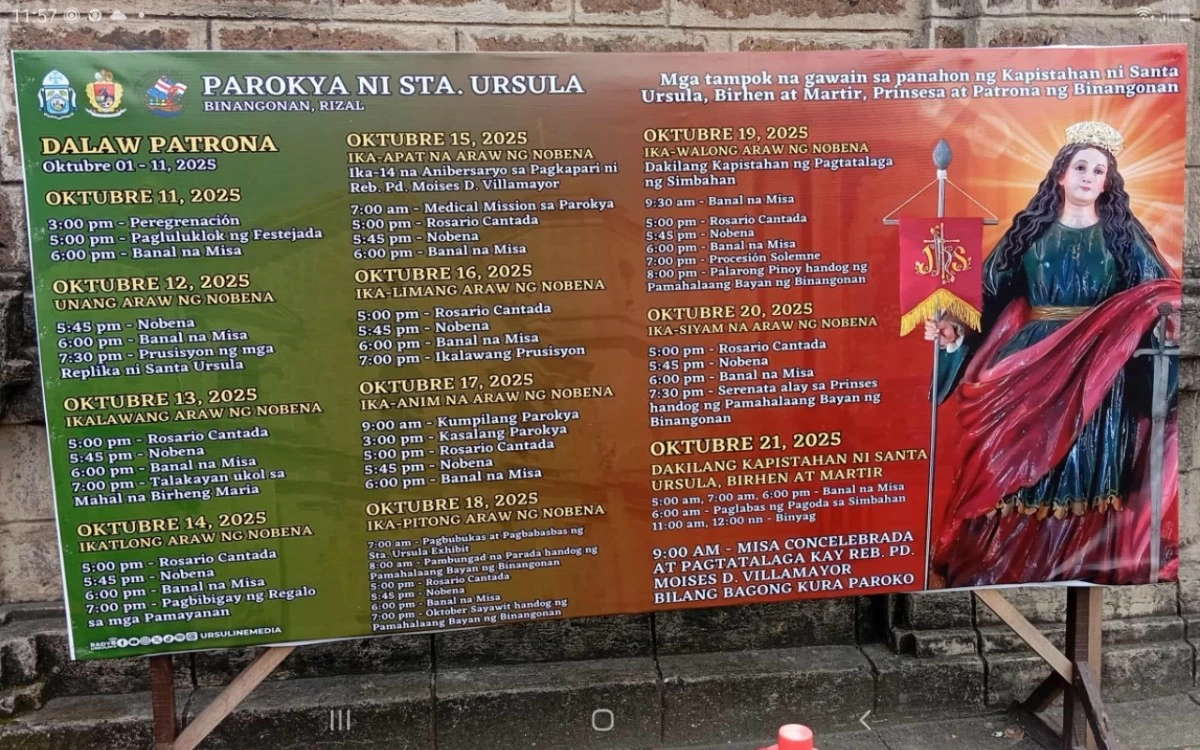 11:57
PAROKYA NI STA. URSULA
BINANGONAN, RIZAL
Mga tampok na gawain sa panahon ng Kapistahan ni Santa
Ursula, Birhen at Martir, Prinsesa at Patrona ng Binangonan
DALAW PATRONA
Oktubre 01 - 11, 2025
OKTUBRE 11, 2025
3:00 pm - Peregrenación
5:00 pm - Pagluluklok ng Festejada
6:00 pm - Banal na Misa
OKTUBRE 12, 2025
UNANG ARAW NG NOBENA
5:45 pm - Nobena
6:00 pm - Banal na Misa
7:30 pm - Prusisyon ng mga
Replika ni Santa Ursula
OKTUBRE 13, 2025
IKALAWANG ARAW NG NOBENA
5:00 pm - Rosario Cantada
5:45 pm - Nobena
6:00 pm - Banal na Misa
7:00 pm - Talakayan ukol sa
Mahal na Birheng Maria
OKTUBRE 14, 2025
IKATLONG ARAW NG NOBENA
5:00 pm - Rosario Cantada
5:45 pm - Nobena
6:00 pm - Banal na Misa
7:00 pm - Pagbibigay ng Regalo
sa mga Pamayanan
URSULINEMEDIA
OKTUBRE 15, 2025
IKA-APAT NA ARAW NG NOBENA
Ika-14 na Anibersaryo sa Pagkapari ni
Reb. Pd. Moises D. Villamayor
7:00 am - Medical Mission sa Parokya
5:00 pm - Rosario Cantada
5:45 pm - Nobena
6:00 pm - Banal na Misa
OKTUBRE 16, 2025
IKA-LIMANG ARAW NG NOBENA
5:00 pm - Rosario Cantada
5:45 pm - Nobena
6:00 pm - Banal na Misa
7:00 pm - Ikalawang Prusisyon
OKTUBRE 17, 2025
IKA-ANIM NA ARAW NG NOBENA
9:00 am - Kumpilang Parokya
3:00 pm - Kasalang Parokya
5:00 pm - Rosario Cantada
5:45 pm - Nobena
6:00 pm - Banal na Misa
OKTUBRE 18, 2025
IKA-PITONG ARAW NG NOBENA
7:00 am - Pagbubukas at Pagbabasbas ng
Sta. Ursula Exhibit
8:00 am - Pambungad na Parada handog ng
Pamahalaang Bayan ng Binangonan
5:00 pm - Rosario Cantada
5:45 pm - Nobena
6:00 pm - Banal na Misa
7:00 pm - Oktober Sayawit handog ng
Pamahalaang Bayan ng Binangonan
OKTUBRE 19, 2025
IKA-WALONG ARAW NG NOBENA
Dakilang Kapistahan ng Pagtatalaga
ng Simbahan
9:30 am - Banal na Misa
5:00 pm - Rosario Cantada
5:45 pm - Nobena
6:00 pm - Banal na Misa
7:00 pm - Procesión Solemne
8:00 pm - Palarong Pinoy handog ng
Pamahalaang Bayan ng Binangonan
OKTUBRE 20, 2025
IKA-SIYAM NA ARAW NG NOBENA
5:00 pm - Rosario Cantada
5:45 pm - Nobena
6:00 pm - Banal na Misa
7:30 pm - Serenata alay sa Prinses
handog ng Pamahalaang Bayan ng
Binangonan
OKTUBRE 21, 2025
DAKILANG KAPISTAHAN NI SANTA
URSULA, BIRHEN AT MARTIR
5:00 am, 7:00 am, 6:00 pm - Banal na Misa
6:00 am - Paglabas ng Pagoda sa Simbahan
11:00 am, 12:00 nn - Binyag
9:00 AM - MISA CONCELEBRADA
AT PAGTATALAGA KAY REB. PD.
MOISES D. VILLAMAYOR
BILANG BAGONG KURA PAROKO
JHS